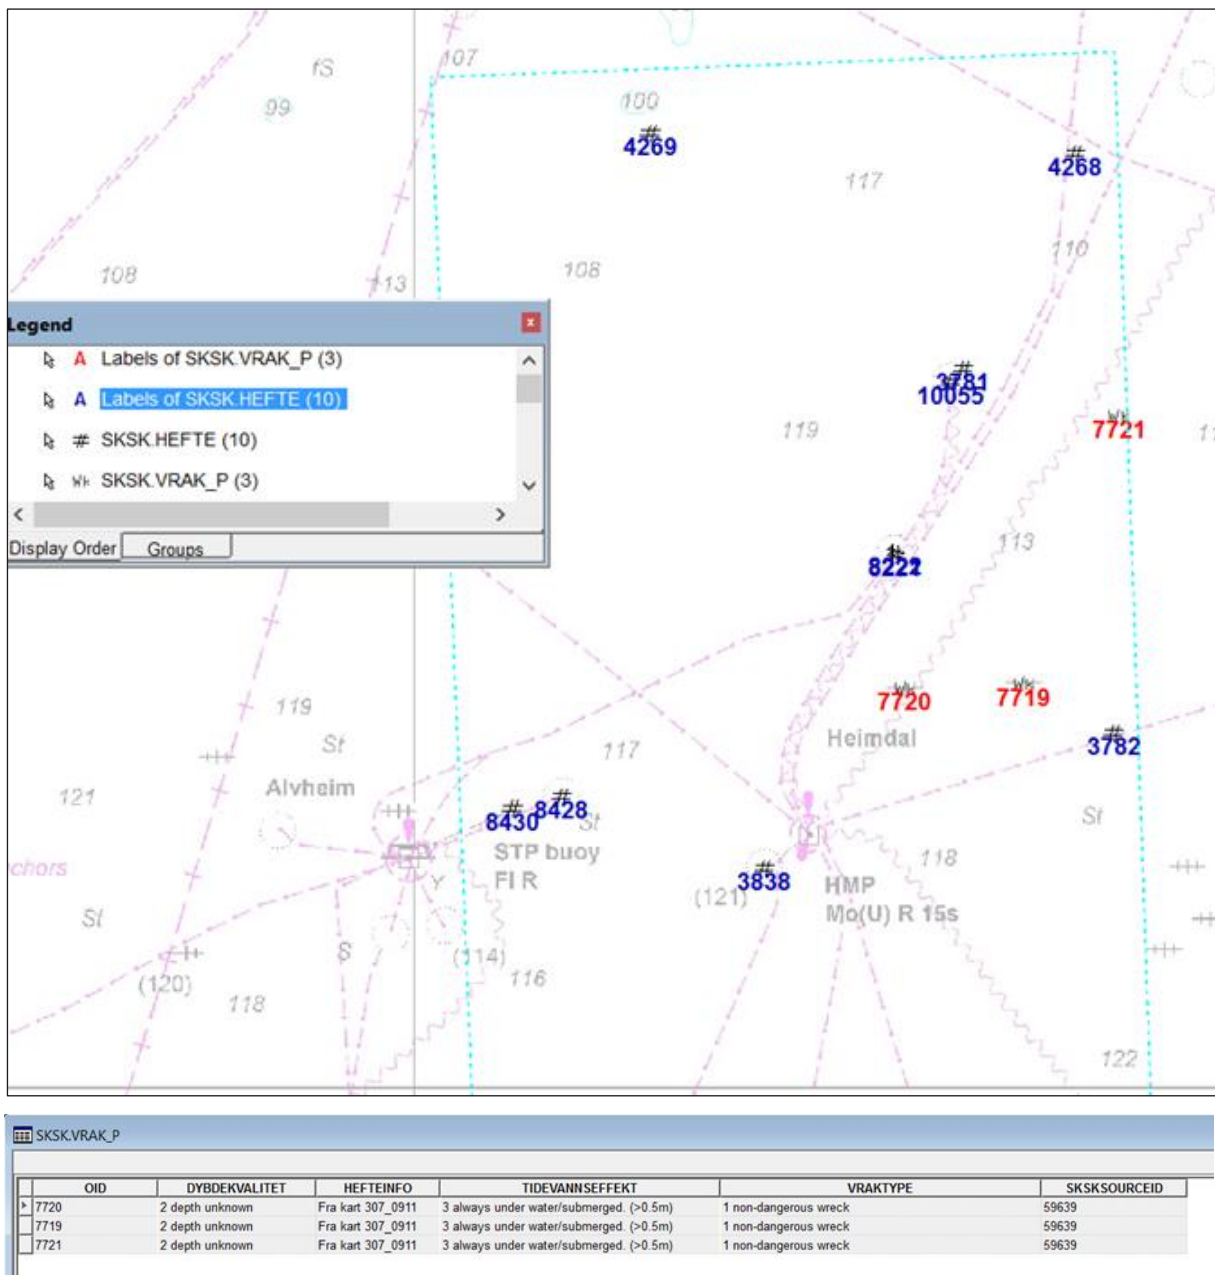 fS
107
99
100
4269
4268
117
110
108
113
108
Legend
Labels of SKSK.VRAK_P (3)
Labels of SKSK.HEFTE (10)
SKSK.HEFTE (10)
Wk SKSK.VRAK_P (3)
Display Order Groups
3781
10055
119
Wk
7721
113
Wk
7720
Wk
7719
119
St
117
Heimdal
3782
121
Alvheim
8430 8428
St
St
STP buoy
Fl R
chors
118
3838
(121)
HMP
Mo(U) R 15s
St
Y
S
(114)
(120)
116
118
122
SKSK.VRAK_P
OID DYBDEKVALITET HEFTEINFO TIDEVANNSEFFEKT VRAKTYPE SKSKSOURCEID
7720 2 depth unknown Fra kart 307_0911 3 always under water/submerged. (>0.5m) 1 non-dangerous wreck 59639
7719 2 depth unknown Fra kart 307_0911 3 always under water/submerged. (>0.5m) 1 non-dangerous wreck 59639
7721 2 depth unknown Fra kart 307_0911 3 always under water/submerged. (>0.5m) 1 non-dangerous wreck 59639